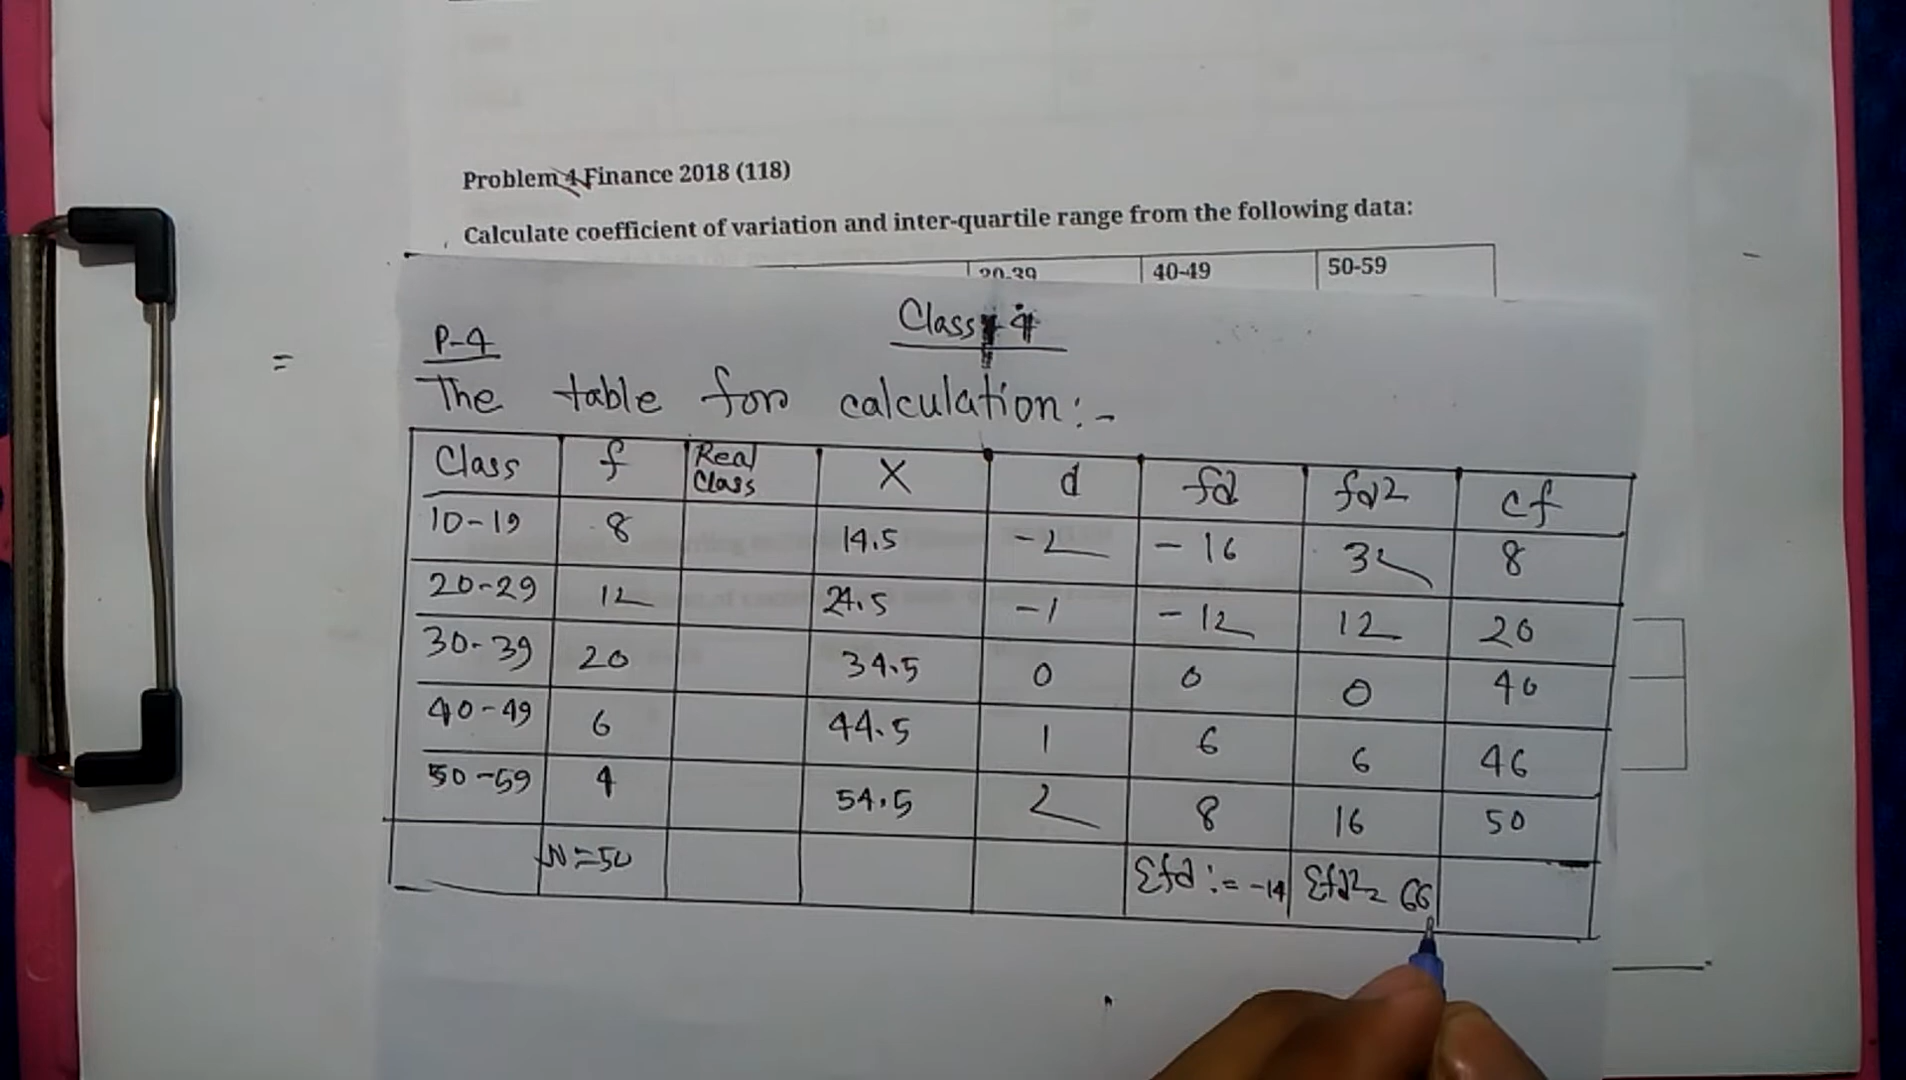 Problem 4 Finance 2018 (118)
Calculate coefficient of variation and inter-quartile range from the following data:
30-39 40-49 50-59
P-4 Class 4
The table for calculation:-
Class f Real Class X d fd fd2 cf
10-19 8 14.5 -2 -16 32 8
20-29 12 24.5 -1 -12 12 20
30-39 20 34.5 0 0 0 40
40-49 6 44.5 1 6 6 46
50-59 4 54.5 2 8 16 50
N=50 Σfd:=-14 Σfd2= 66